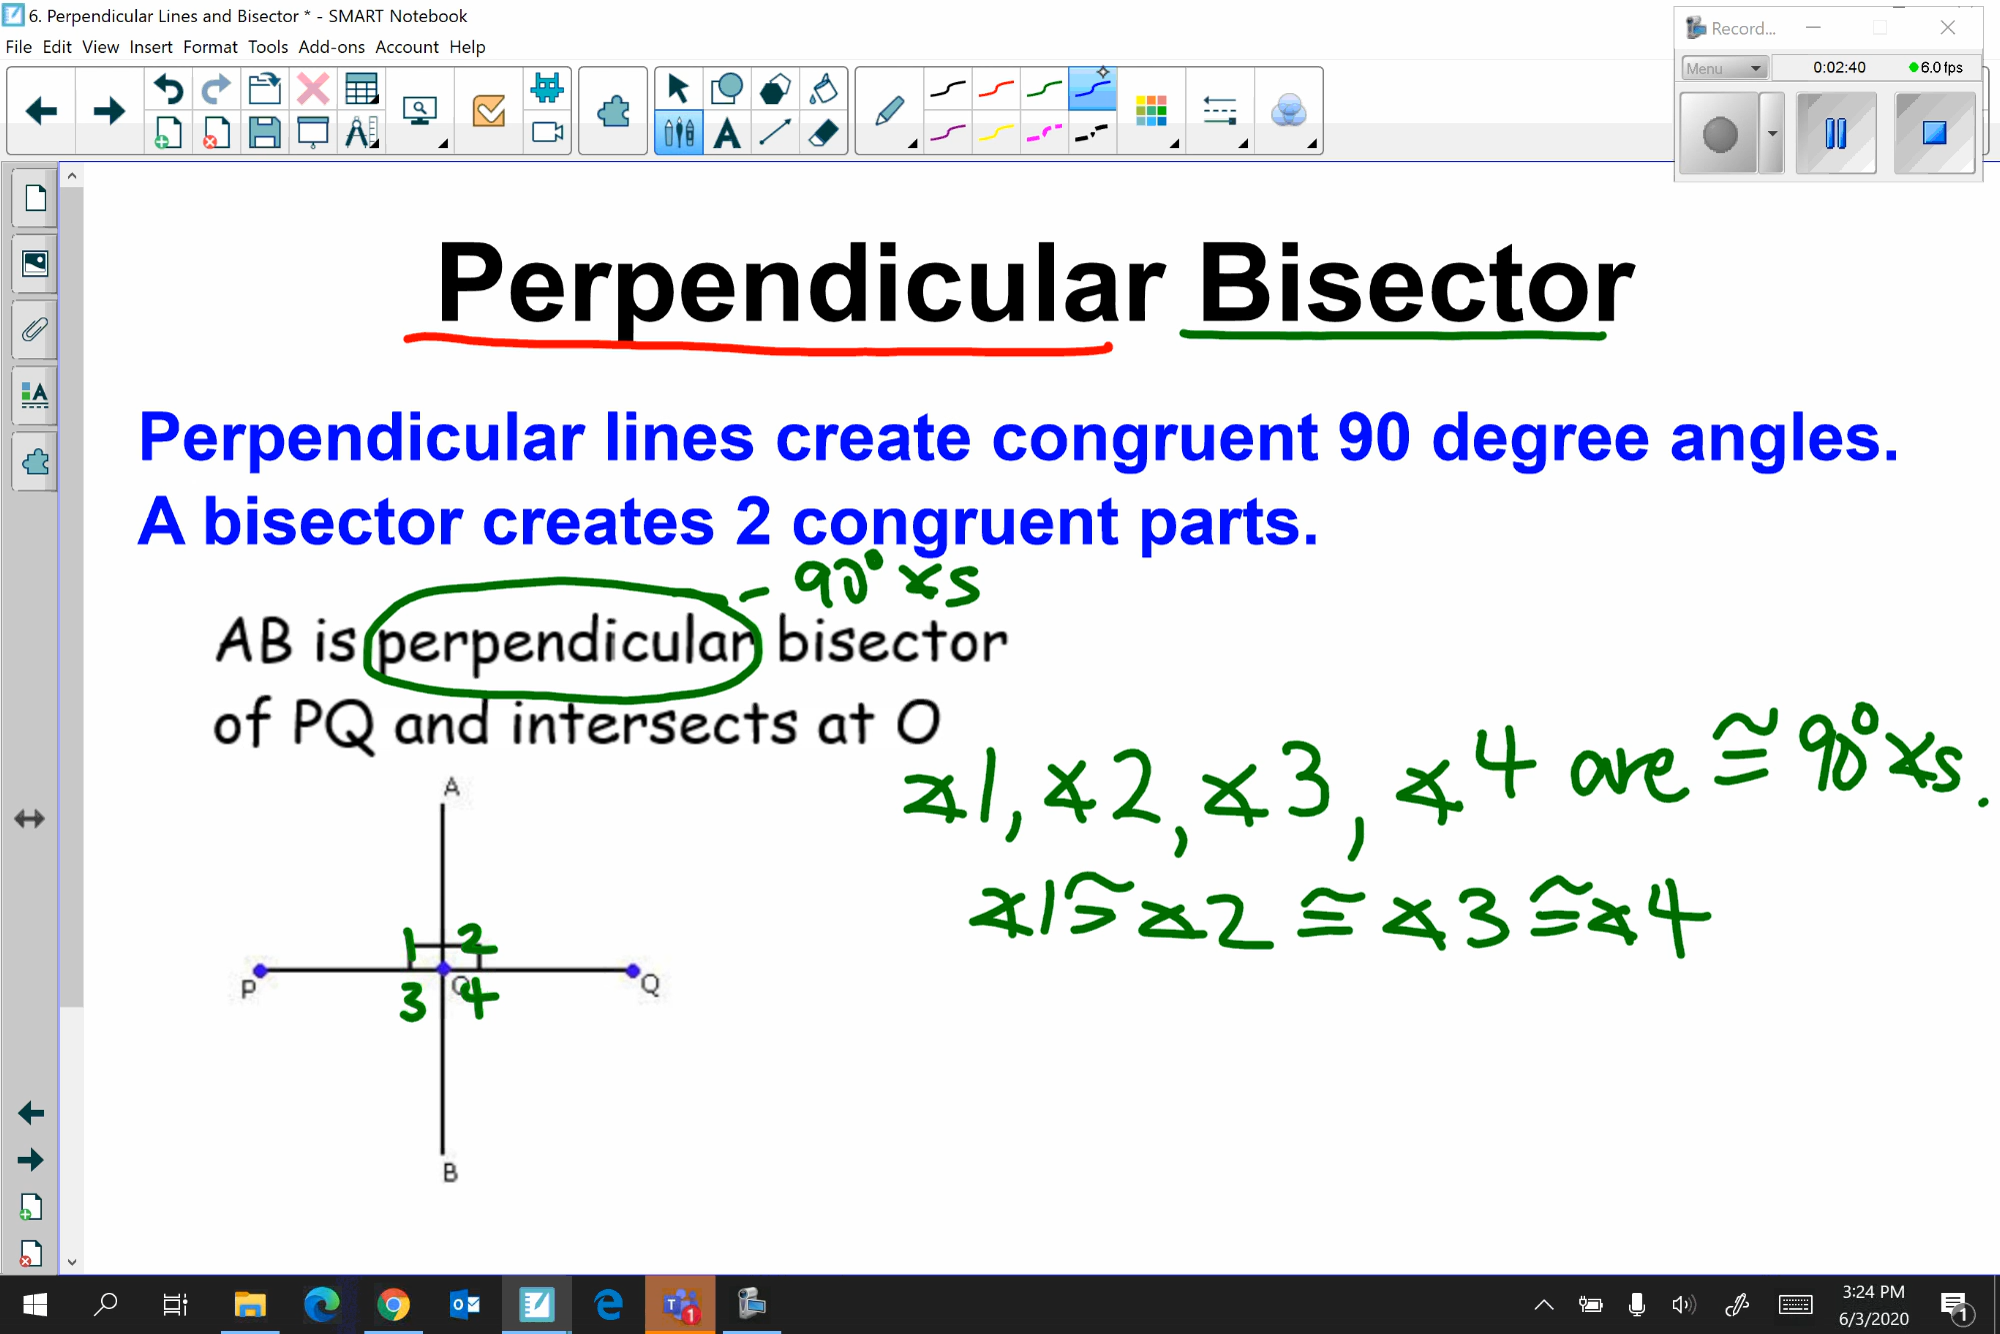 6. Perpendicular Lines and Bisector * - SMART Notebook
File Edit View Insert Format Tools Add-ons Account Help
Record...
Menu 0:02:40 6.0 fps
Perpendicular Bisector
Perpendicular lines create congruent 90 degree angles.
A bisector creates 2 congruent parts.
- 90° ∡s
AB is perpendicular bisector
of PQ and intersects at O
∡1, ∡2, ∡3, ∡4 are ≅ 90° ∡s.
∡1 ≅ ∡2 ≅ ∡3 ≅ ∡4
A
1 2
P O Q
3 4
B
3:24 PM
6/3/2020